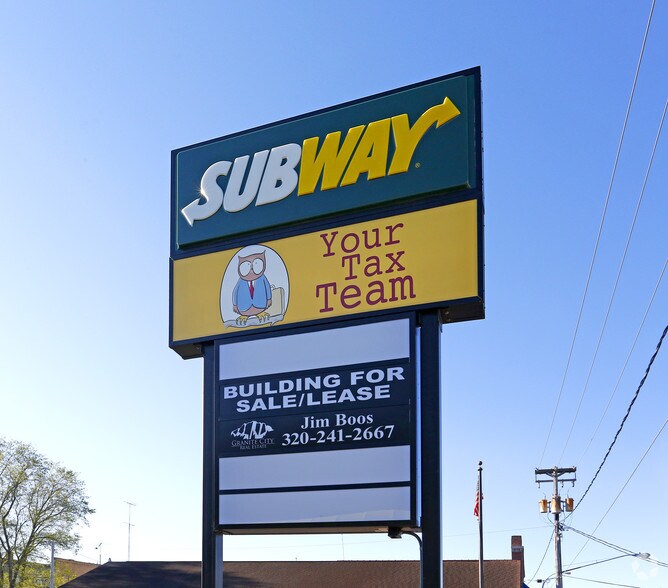 SUBWAY
Your
Tax
Team
BUILDING FOR
SALE/LEASE
Jim Boos
320-241-2667
GRANITE CITY
REAL ESTATE